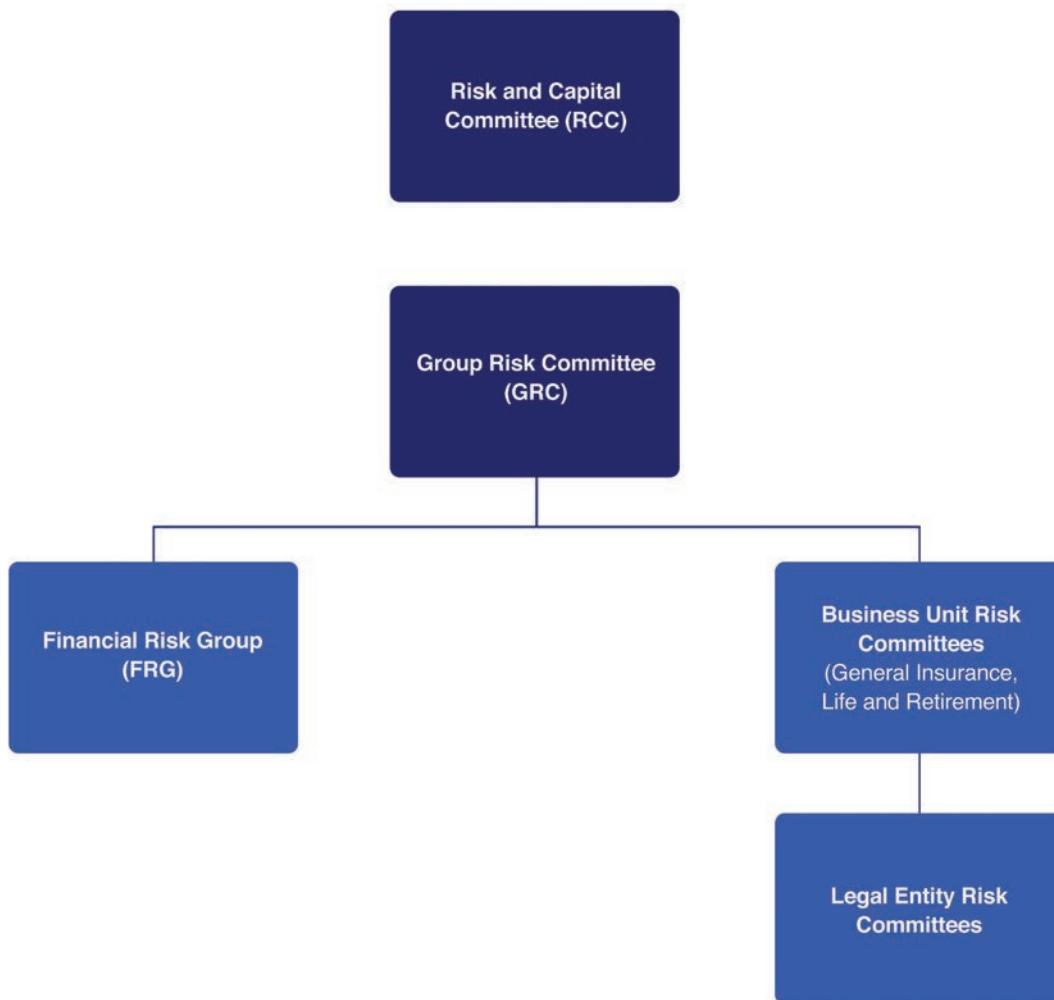 Risk and Capital
Committee (RCC)
Group Risk Committee
(GRC)
Financial Risk Group
(FRG)
Business Unit Risk
Committees
(General Insurance,
Life and Retirement)
Legal Entity Risk
Committees